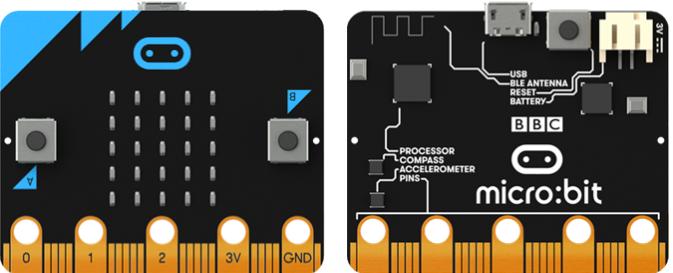 B
A
0 1 2 3V GND
3V
USB
BLE ANTENNA
RESET
BATTERY
BBC
PROCESSOR
COMPASS
ACCELEROMETER
PINS
micro:bit